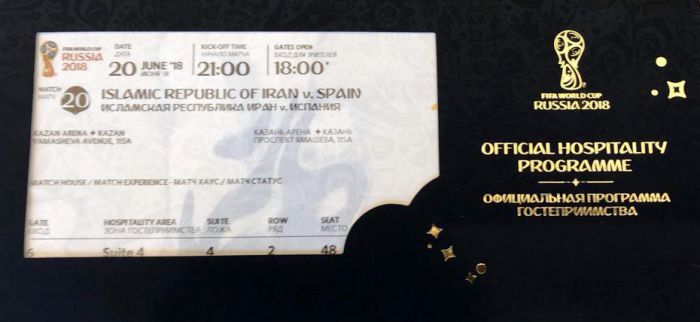 FIFA WORLD CUP
RUSSIA
2018
DATE
ДАТА
20 JUNE '18
ИЮНЯ '18
KICK-OFF TIME
НАЧАЛО МАТЧА
21:00
GATES OPEN
ВХОД ДЛЯ ЗРИТЕЛЕЙ
18:00*
MATCH
МАТЧ
20
ISLAMIC REPUBLIC OF IRAN v. SPAIN
ИСЛАМСКАЯ РЕСПУБЛИКА ИРАН v. ИСПАНИЯ
KAZAN ARENA ✦ KAZAN
YAMASHEVA AVENUE, 115A
КАЗАНЬ АРЕНА ✦ КАЗАНЬ
ПРОСПЕКТ ЯМАШЕВА, 115А
MATCH HOUSE / MATCH EXPERIENCE - МАТЧ ХАУС / МАТЧ СТАТУС
GATE
ВХОД
6
HOSPITALITY AREA
ЗОНА ГОСТЕПРИИМСТВА
Suite 4
SUITE
ЛОЖА
4
ROW
РЯД
2
SEAT
МЕСТО
48
FIFA WORLD CUP
RUSSIA 2018
OFFICIAL HOSPITALITY
PROGRAMME
ОФИЦИАЛЬНАЯ ПРОГРАММА
ГОСТЕПРИИМСТВА